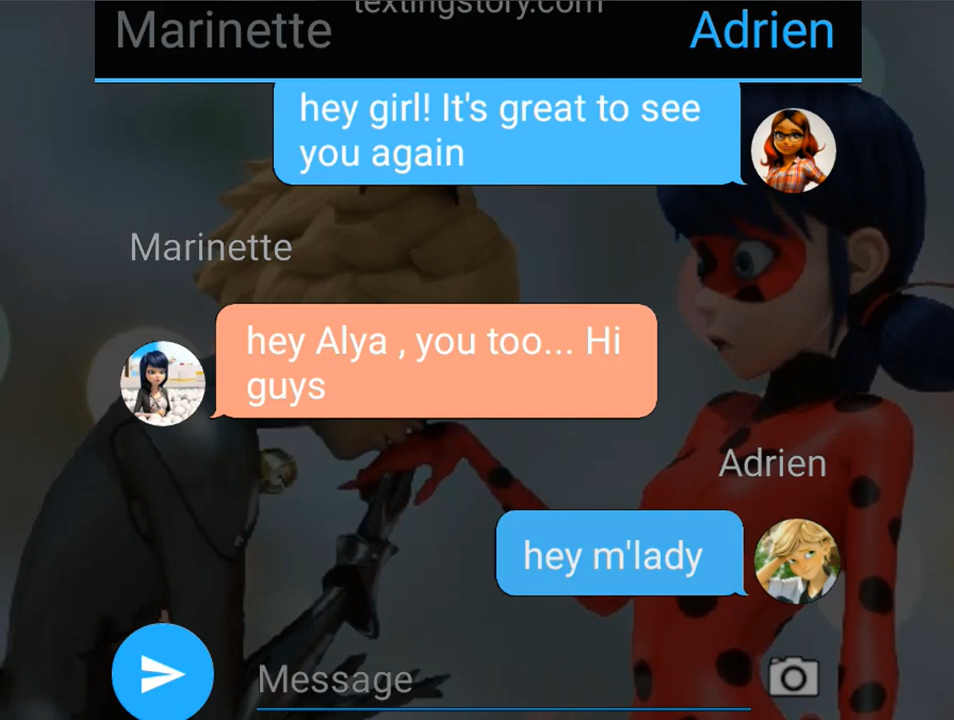 textingstory.com
Marinette Adrien
hey girl! It's great to see
you again
Marinette
hey Alya , you too... Hi
guys
Adrien
hey m'lady
Message